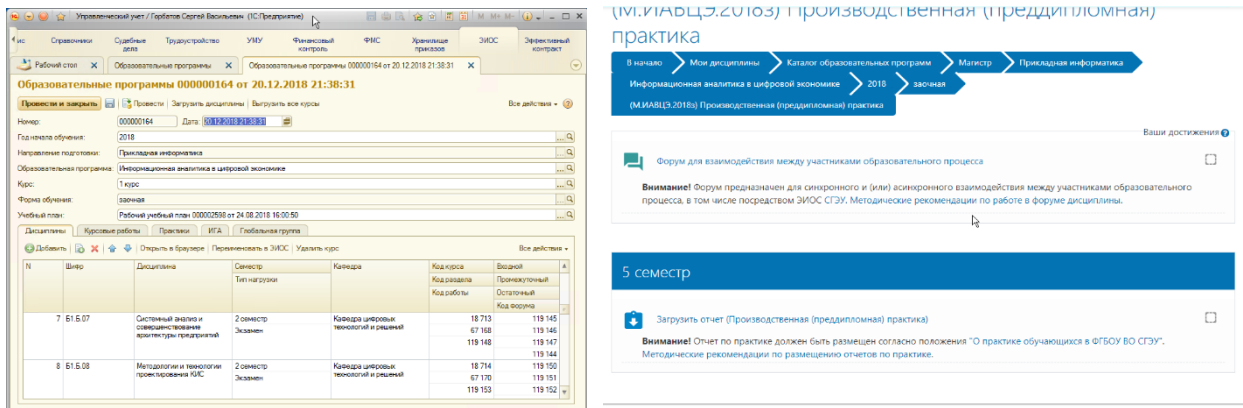 Управленческий учет / Горбатов Сергей Васильевич (1С:Предприятие)
M M+ M-
ис Справочники Судебные дела Трудоустройство УМУ Финансовый контроль ФМС Хранилище приказов ЭИОС Эффективный контракт
Рабочий стол Образовательные программы Образовательные программы 000000164 от 20.12.2018 21:38:31
Образовательные программы 000000164 от 20.12.2018 21:38:31
Провести и закрыть Провести Загрузить дисциплины Выгрузить все курсы Все действия
Номер: 000000164 Дата: 20.12.2018 21:38:31
Год начала обучения: 2018
Направление подготовки: Прикладная информатика
Образовательная программа: Информационная аналитика в цифровой экономике
Курс: 1 курс
Форма обучения: заочная
Учебный план: Рабочий учебный план 000002598 от 24.08.2018 16:00:50
Дисциплины Курсовые работы Практики ИГА Глобальная группа
Добавить Открыть в браузере Переименовать в ЭИОС Удалить курс Все действия
N Шифр Дисциплина Семестр Кафедра Код курса Входной
Тип нагрузки Код раздела Промежуточный
Код работы Остаточный
Код форума
7 Б1.Б.07 Системный анализ и 2 семестр Кафедра цифровых 18 713 119 145
совершенствование Экзамен технологий и решений 67 168 119 146
архитектуры предприятий 119 148 119 147
119 144
8 Б1.Б.08 Методологии и технологии 2 семестр Кафедра цифровых 18 714 119 150
проектирования КИС Экзамен технологий и решений 67 170 119 151
119 153 119 152
(М.ИАВЦЭ.2018з) Производственная (преддипломная)
практика
В начало Мои дисциплины Каталог образовательных программ Магистр Прикладная информатика
Информационная аналитика в цифровой экономике 2018 заочная
(М.ИАВЦЭ.2018з) Производственная (преддипломная) практика
Ваши достижения
Форум для взаимодействия между участниками образовательного процесса
Внимание! Форум предназначен для синхронного и (или) асинхронного взаимодействия между участниками образовательного
процесса, в том числе посредством ЭИОС СГЭУ. Методические рекомендации по работе в форуме дисциплины.
5 семестр
Загрузить отчет (Производственная (преддипломная) практика)
Внимание! Отчет по практике должен быть размещен согласно положения "О практике обучающихся в ФГБОУ ВО СГЭУ".
Методические рекомендации по размещению отчетов по практике.